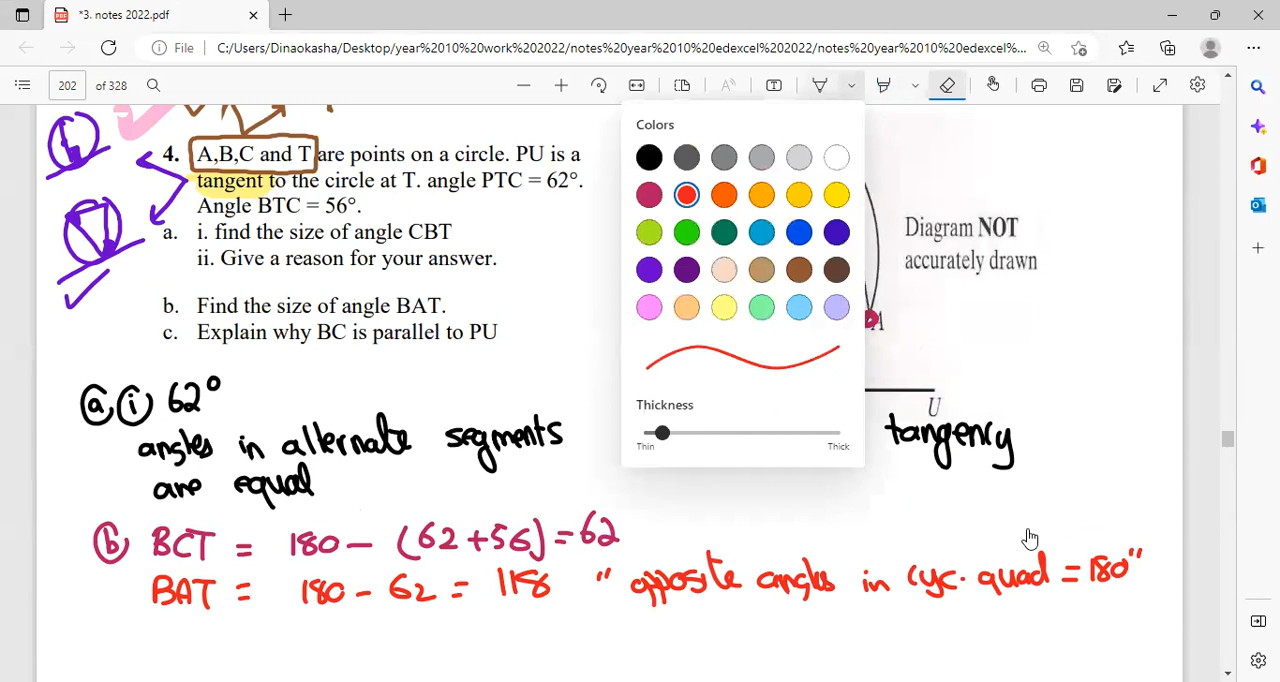 *3. notes 2022.pdf
File
C:/Users/Dinaokasha/Desktop/year%2010%20work%202022/notes%20year%2010%20edexcel%202022/notes%20year%2010%20edexcel%...
202 of 328
4. A,B,C and T are points on a circle. PU is a
tangent to the circle at T. angle PTC = 62°.
Angle BTC = 56°.
a. i. find the size of angle CBT
ii. Give a reason for your answer.
b. Find the size of angle BAT.
c. Explain why BC is parallel to PU
Colors
Thickness
Thin Thick
Diagram NOT
accurately drawn
A
U
tangency
a i 62°
angles in alternate segments
are equal
b BCT = 180 - (62+56) = 62
BAT = 180 - 62 = 118 " opposite angles in cyc. quad = 180"